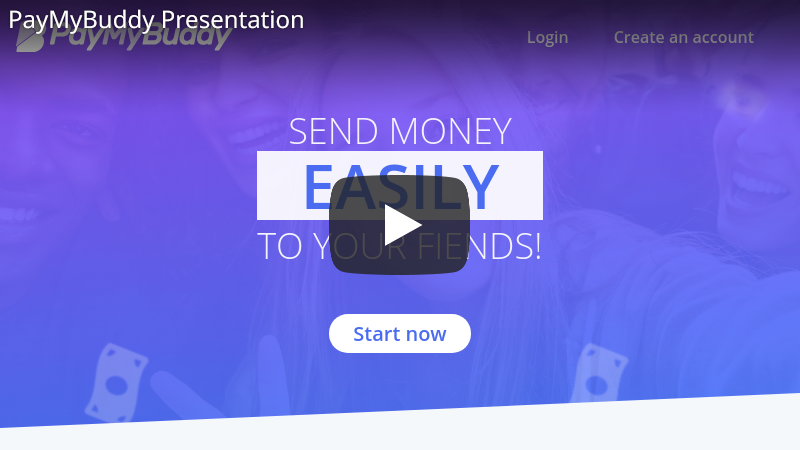 PayMyBuddy Presentation
PayMyBuddy
Login
Create an account
SEND MONEY
EASILY
TO YOUR FIENDS!
Start now